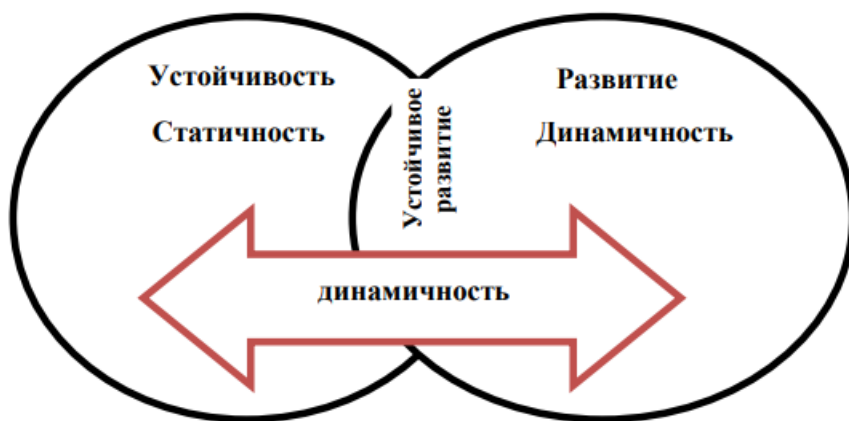 Устойчивость
Статичность
Устойчивое
развитие
Развитие
Динамичность
динамичность